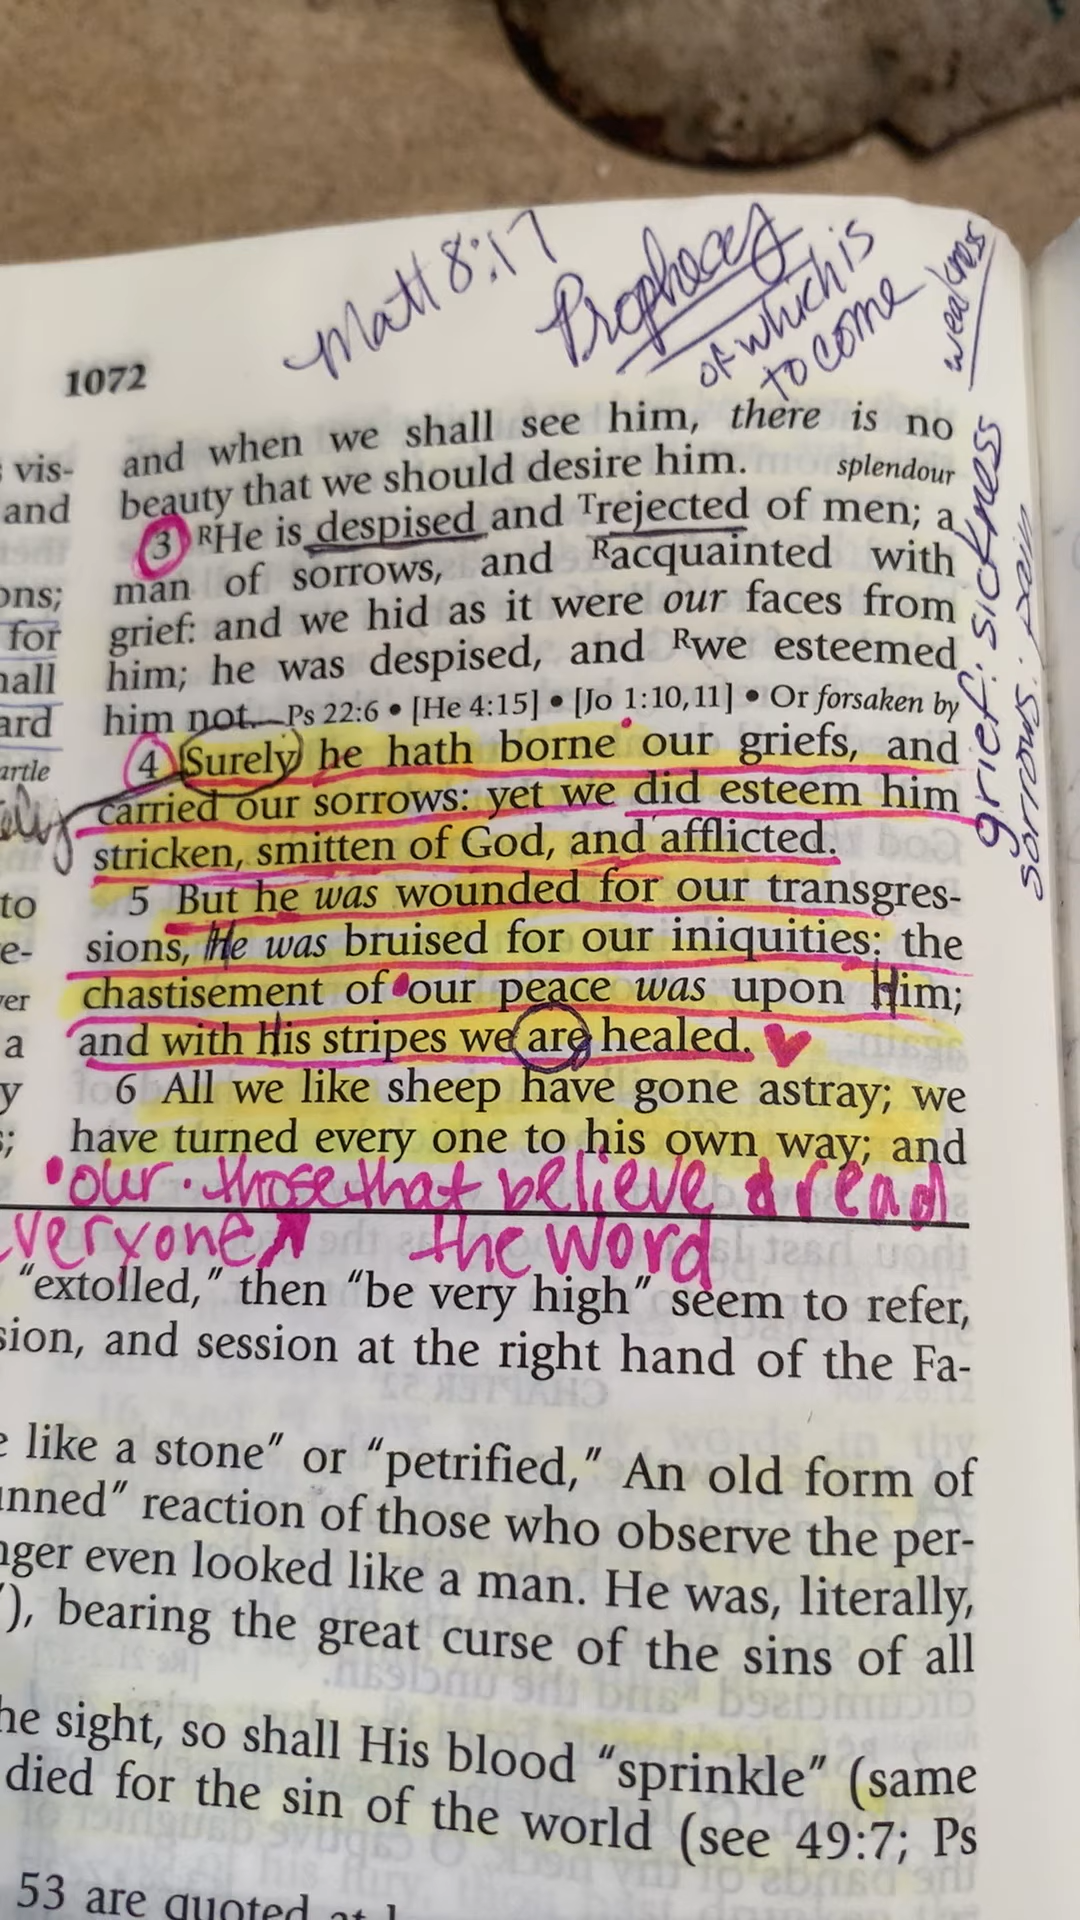 Matt 8:17
Prophecy
of which is
to come
weakness
grief: sickness
sorrows: pain
1072
and when we shall see him, there is no
beauty that we should desire him. splendour
3 RHe is despised and Trejected of men; a
man of sorrows, and Racquainted with
grief: and we hid as it were our faces from
him; he was despised, and Rwe esteemed
him not. Ps 22:6 • [He 4:15] • [Jo 1:10,11] • Or forsaken by
4 Surely he hath borne our griefs, and
carried our sorrows: yet we did esteem him
stricken, smitten of God, and afflicted.
5 But he was wounded for our transgres-
sions, He was bruised for our iniquities: the
chastisement of our peace was upon Him;
and with His stripes we are healed.
6 All we like sheep have gone astray; we
have turned every one to his own way; and
vis-
and
ons;
for
hall
ard
artle
to
e-
ver
a
y
s;
• our • those that believe & read
everyone the word
"extolled," then "be very high" seem to refer,
sion, and session at the right hand of the Fa-
e like a stone" or "petrified," An old form of
unned" reaction of those who observe the per-
nger even looked like a man. He was, literally,
"), bearing the great curse of the sins of all
he sight, so shall His blood "sprinkle" (same
died for the sin of the world (see 49:7; Ps
53 are quoted at l